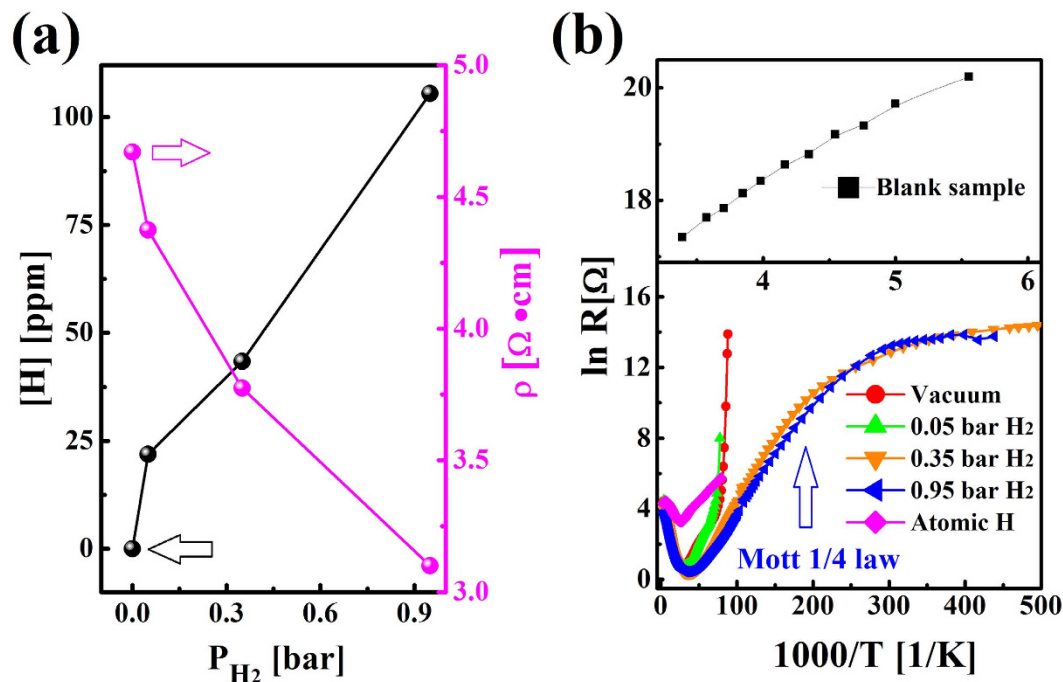 (a)
[H] [ppm]
100
75
50
25
0
5.0
4.5
4.0
3.5
3.0
ρ [Ω •cm]
0.0 0.3 0.6 0.9
P_H2 [bar]
(b)
20
18
Blank sample
4 5 6
ln R[Ω]
16
12
8
4
0
Vacuum
0.05 bar H2
0.35 bar H2
0.95 bar H2
Atomic H
Mott 1/4 law
0 100 200 300 400 500
1000/T [1/K]